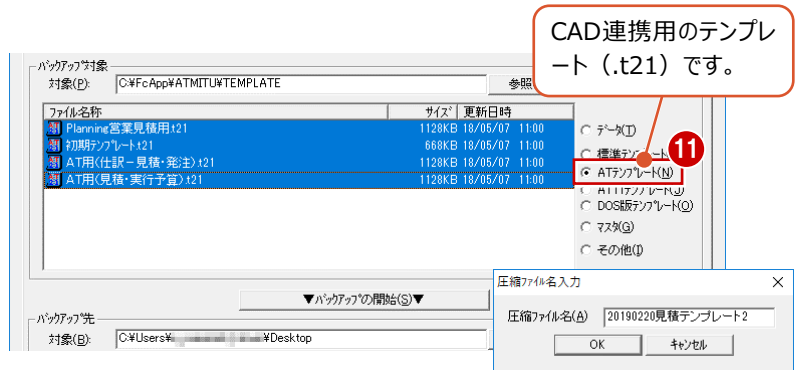 CAD連携用のテンプレ
ート（.t21）です。
バックアップ対象
対象(P): C:¥FcApp¥ATMITU¥TEMPLATE 参照
ファイル名称 サイズ 更新日時
Planning営業見積用.t21 1128KB 18/05/07 11:00
初期テンプレート.t21 668KB 18/05/07 11:00
AT用(仕訳－見積・発注).t21 1128KB 18/05/07 11:00
AT用(見積・実行予算).t21 1128KB 18/05/07 11:00
データ(T)
標準テンプレート
11
ATテンプレート(N)
DOS版テンプレート(O)
マスタ(G)
その他(I)
▼バックアップの開始(S)▼
バックアップ先
対象(B): C:¥Users¥ ¥Desktop
圧縮ファイル名入力
圧縮ファイル名(A) 20190220見積テンプレート2
OK キャンセル